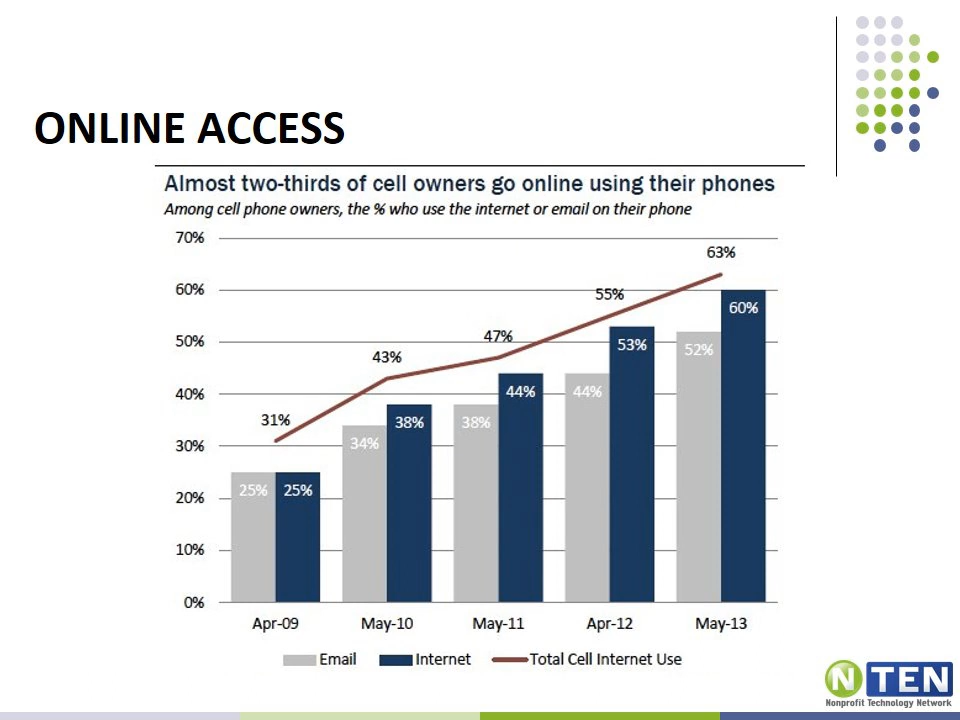 ONLINE ACCESS
Almost two-thirds of cell owners go online using their phones
Among cell phone owners, the % who use the internet or email on their phone
70%
60%
50%
40%
30%
20%
10%
0%
31%
43%
47%
55%
63%
25% 25%
34% 38%
38% 44%
44% 53%
52% 60%
Apr-09 May-10 May-11 Apr-12 May-13
Email Internet Total Cell Internet Use
NTEN
Nonprofit Technology Network